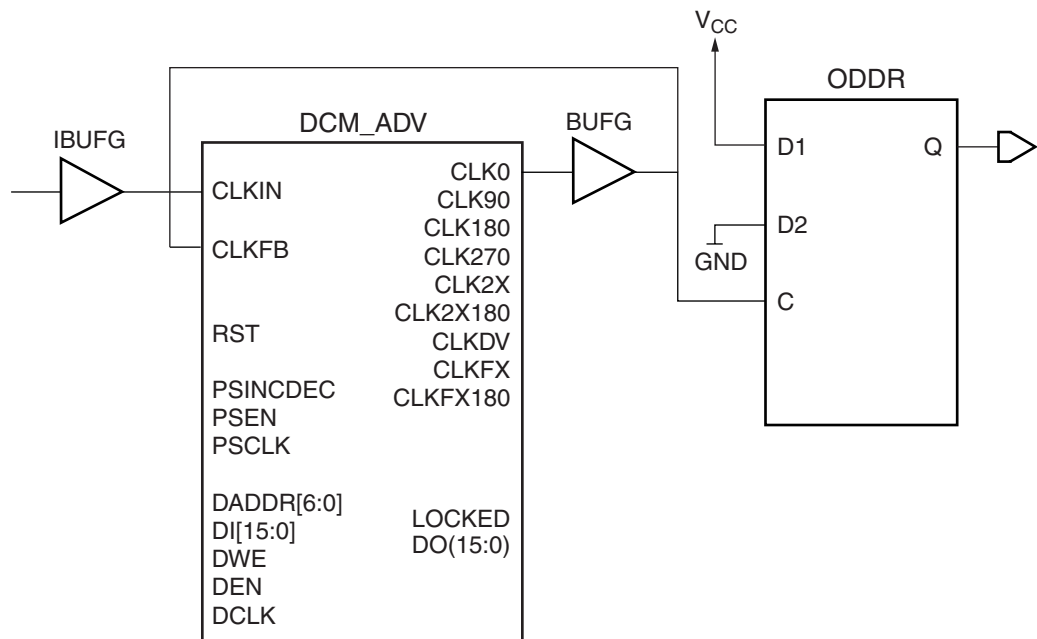 VCC
ODDR
D1
Q
D2
GND
C
IBUFG
DCM_ADV
BUFG
CLKIN
CLKFB
RST
PSINCDEC
PSEN
PSCLK
DADDR[6:0]
DI[15:0]
DWE
DEN
DCLK
CLK0
CLK90
CLK180
CLK270
CLK2X
CLK2X180
CLKDV
CLKFX
CLKFX180
LOCKED
DO(15:0)